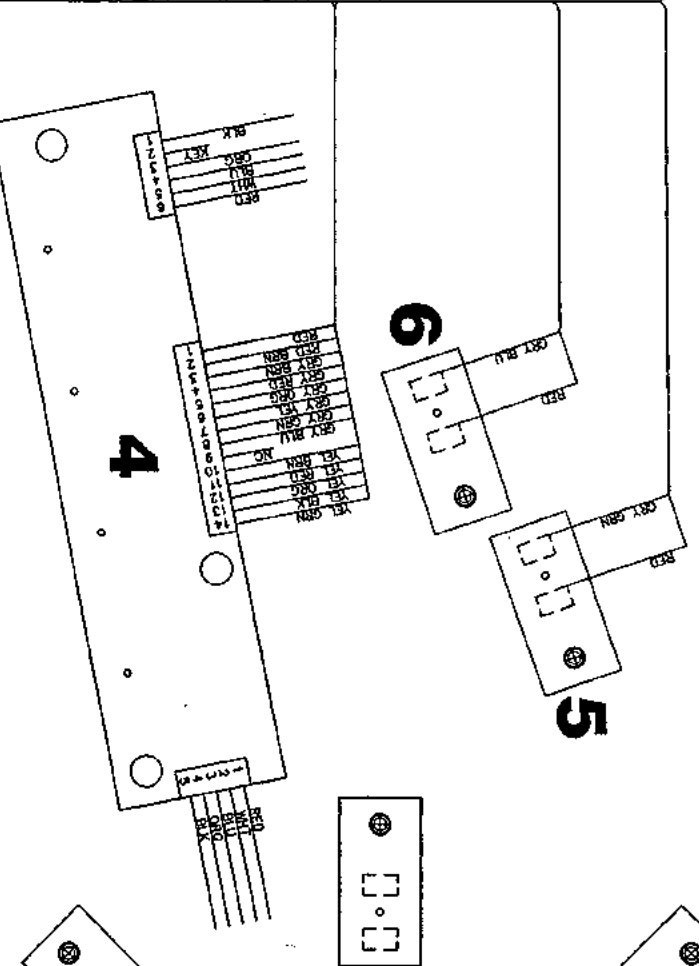 1 BLK
2 KEY
3 ORG
4 BLU
5 WHT
6 RED
1 RED
2 RED BRN
3 GRY BRN
4 GRY RED
5 GRY ORG
6 GRY YEL
7 GRY GRN
8 GRY BLU
9 NC
10 YEL BRN
11 YEL RED
12 YEL ORG
13 YEL BLK
14 YEL GRN
4
6
GRY BLU
RED
GRY GRN
RED
5
1 RED
2 WHT
3 BLU
4 ORG
5 BLK